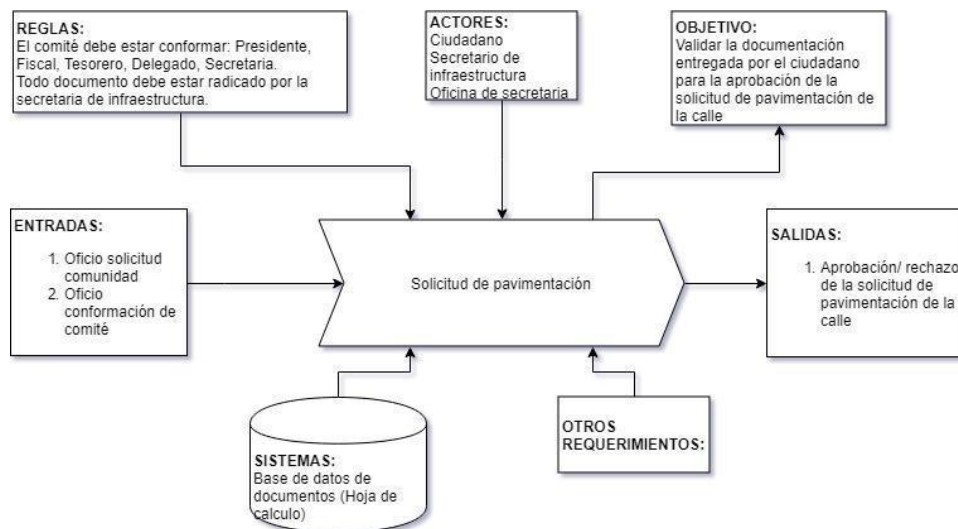 REGLAS:
El comité debe estar conformar: Presidente,
Fiscal, Tesorero, Delegado, Secretaria.
Todo documento debe estar radicado por la
secretaria de infraestructura.
ACTORES:
Ciudadano
Secretario de
infraestructura
Oficina de secretaria
OBJETIVO:
Validar la documentación
entregada por el ciudadano
para la aprobación de la
solicitud de pavimentación de
la calle
ENTRADAS:
1. Oficio solicitud
comunidad
2. Oficio
conformación de
comité
Solicitud de pavimentación
SALIDAS:
1. Aprobación/ rechazo
de la solicitud de
pavimentación de la
calle
SISTEMAS:
Base de datos de
documentos (Hoja de
calculo)
OTROS
REQUERIMIENTOS: